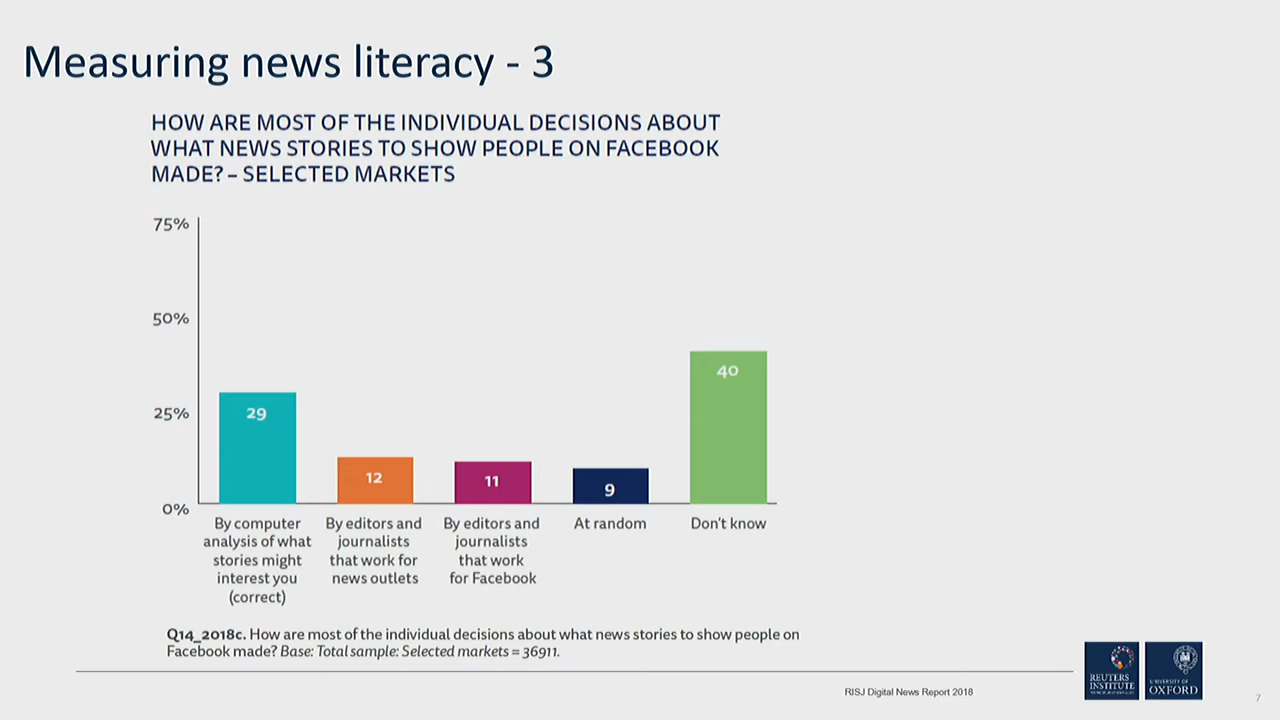 Measuring news literacy - 3
HOW ARE MOST OF THE INDIVIDUAL DECISIONS ABOUT
WHAT NEWS STORIES TO SHOW PEOPLE ON FACEBOOK
MADE? – SELECTED MARKETS
75%
50%
25%
0%
29
12
11
9
40
By computer
analysis of what
stories might
interest you
(correct)
By editors and
journalists
that work for
news outlets
By editors and
journalists
that work
for Facebook
At random
Don't know
Q14_2018c. How are most of the individual decisions about what news stories to show people on
Facebook made? Base: Total sample: Selected markets = 36911.
RISJ Digital News Report 2018
REUTERS
INSTITUTE
UNIVERSITY OF
OXFORD
7